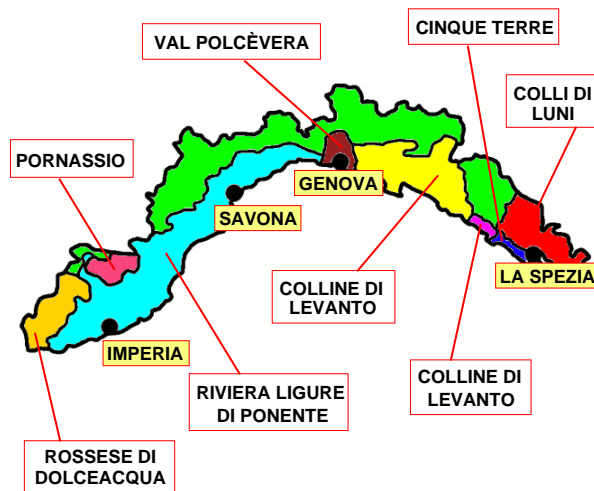 VAL POLCÈVERA
CINQUE TERRE
COLLI DI
LUNI
PORNASSIO
GENOVA
SAVONA
LA SPEZIA
COLLINE DI
LEVANTO
IMPERIA
RIVIERA LIGURE
DI PONENTE
COLLINE DI
LEVANTO
ROSSESE DI
DOLCEACQUA